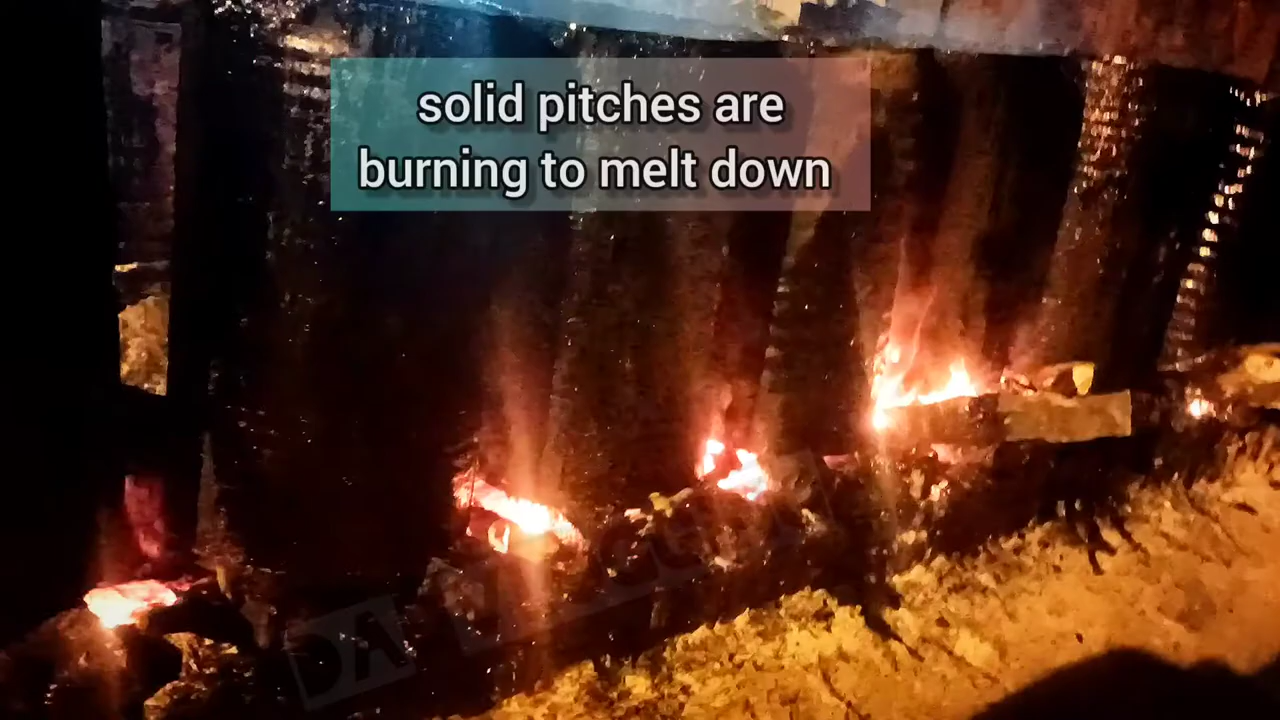 solid pitches are
burning to melt down